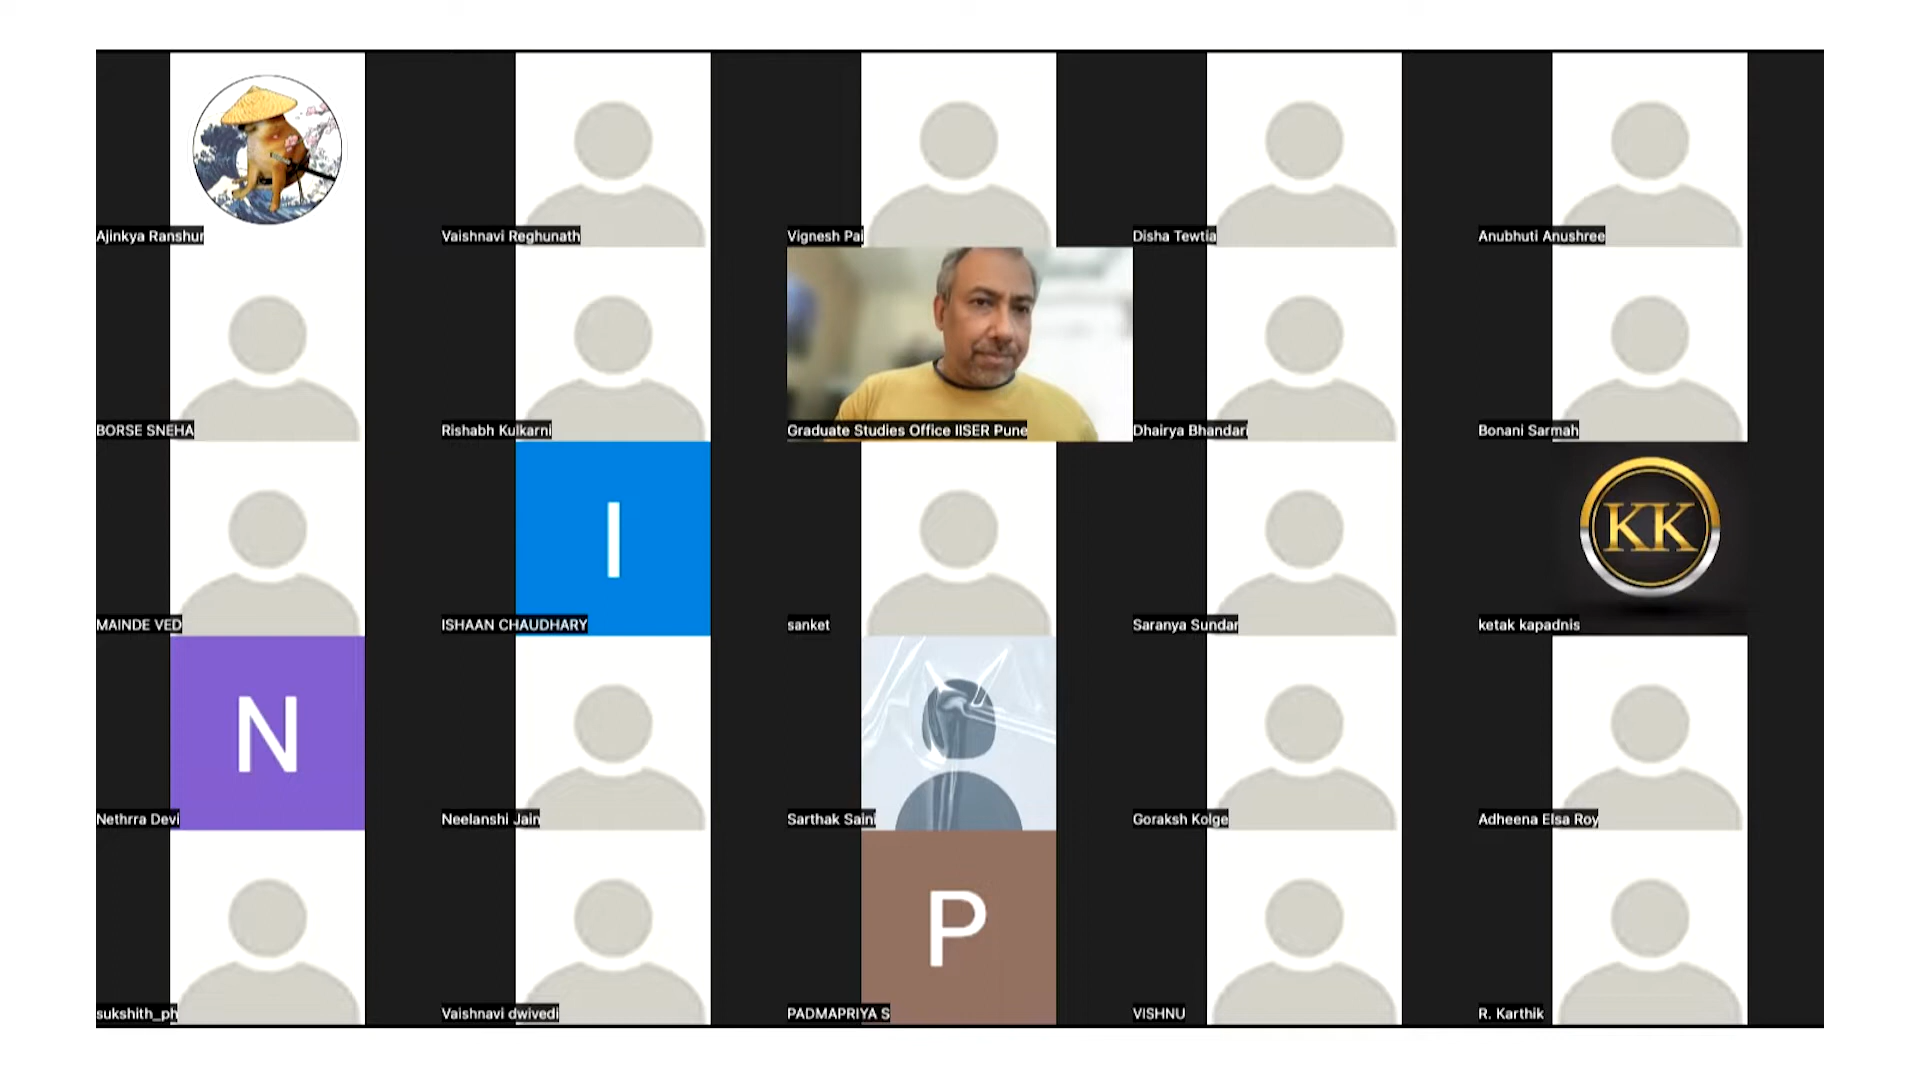 Ajinkya Ranshur
Vaishnavi Reghunath
Vignesh Pai
Disha Tewtia
Anubhuti Anushree
BORSE SNEHA
Rishabh Kulkarni
Graduate Studies Office IISER Pune
Dhairya Bhandari
Bonani Sarmah
I
KK
MAINDE VED
ISHAAN CHAUDHARY
sanket
Saranya Sundar
ketak kapadnis
N
Nethrra Devi
Neelanshi Jain
Sarthak Saini
Goraksh Kolge
Adheena Elsa Roy
P
sukshith_ph
Vaishnavi dwivedi
PADMAPRIYA S
VISHNU
R. Karthik